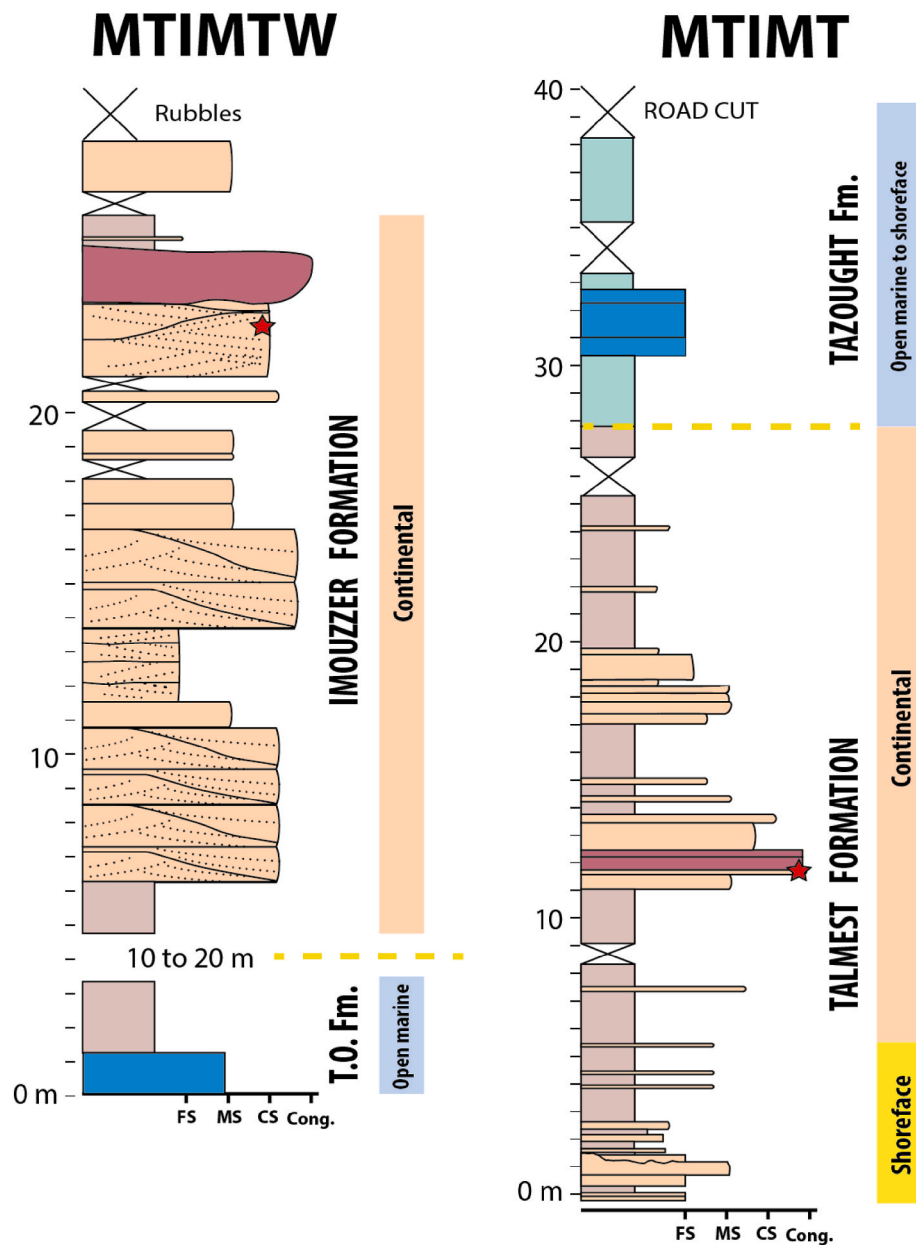 MTIMTW
Rubbles
20
10
10 to 20 m
0 m
FS MS CS Cong.
IMOUZZER FORMATION
Continental
T.O. Fm.
Open marine
MTIMT
40
ROAD CUT
30
20
10
0 m
FS MS CS Cong.
TAZOUGHT Fm.
Open marine to shoreface
TALMEST FORMATION
Continental
Shoreface